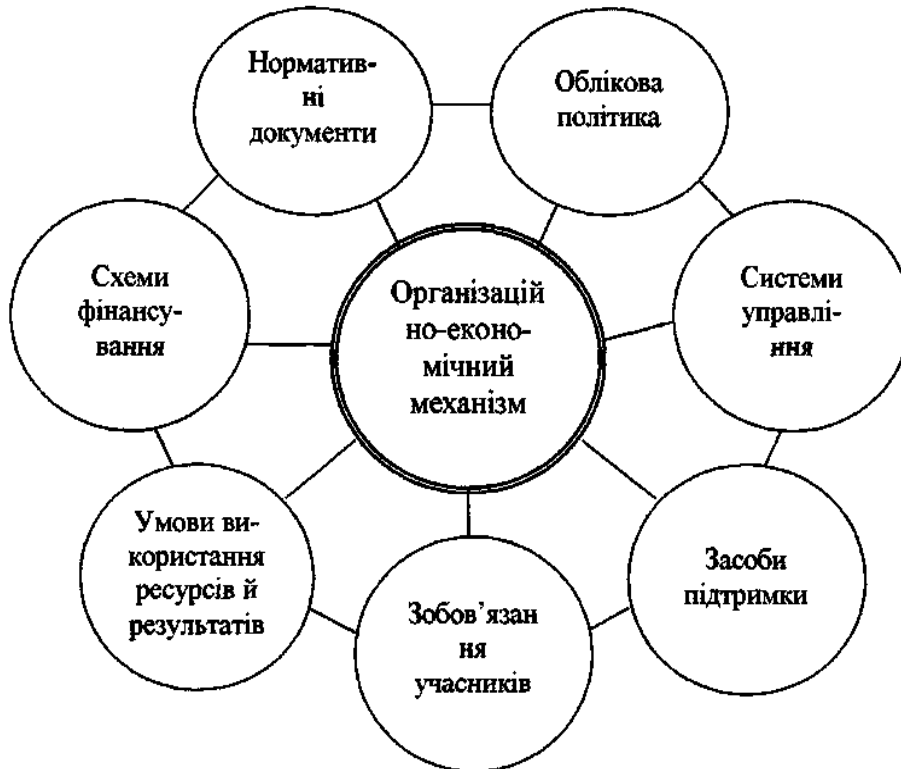 Норматив-
ні
документи
Облікова
політика
Схеми
фінансу-
вання
Організацій
но-еконо-
мічний
механізм
Системи
управлі-
ння
Умови ви-
користання
ресурсів й
результатів
Зобов’язан
ня
учасників
Засоби
підтримки